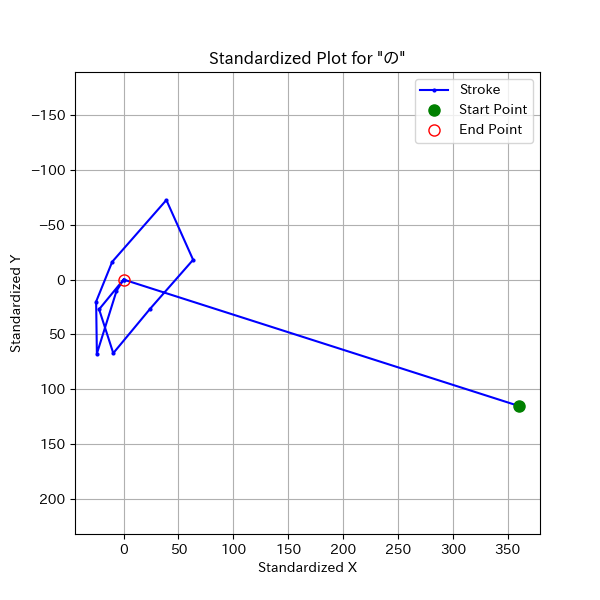 Standardized Plot for "の"
Stroke
Start Point
End Point
−150
−100
−50
0
50
100
150
200
Standardized Y
0 50 100 150 200 250 300 350
Standardized X